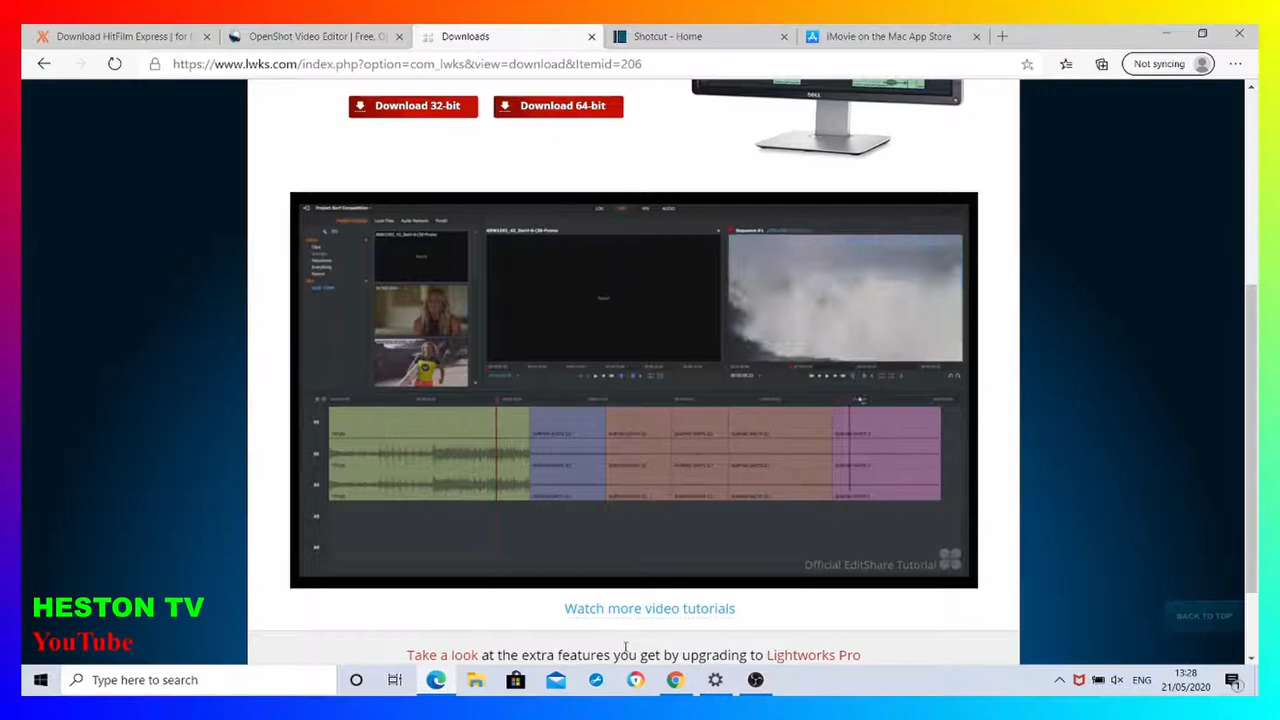 Download HitFilm Express | for
OpenShot Video Editor | Free, O
Downloads
Shotcut - Home
iMovie on the Mac App Store
https://www.lwks.com/index.php?option=com_lwks&view=download&Itemid=206
Not syncing
Download 32-bit
Download 64-bit
DELL
Official EditShare Tutorial
Watch more video tutorials
BACK TO TOP
Take a look at the extra features you get by upgrading to Lightworks Pro
HESTON TV
YouTube
Type here to search
ENG
13:28
21/05/2020